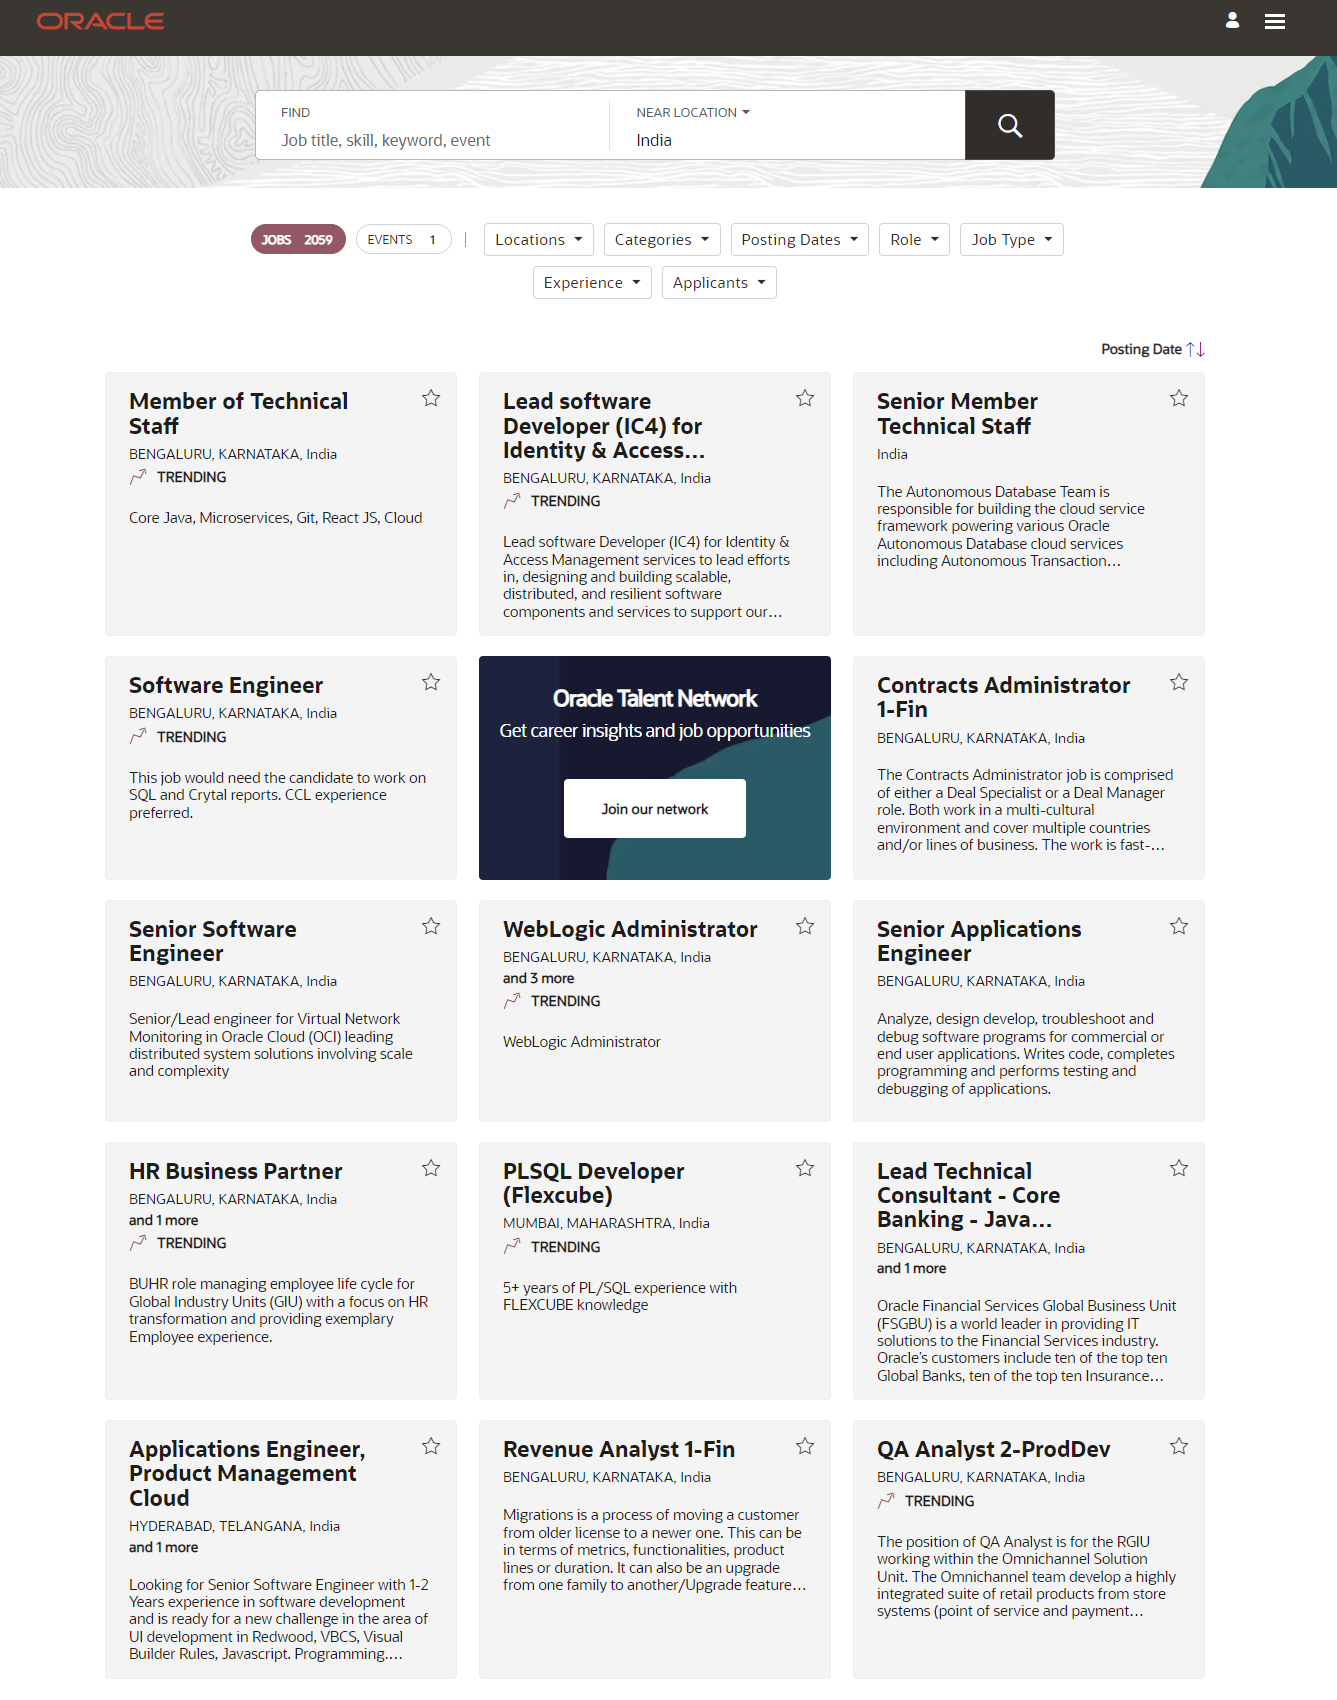 ORACLE
FIND
Job title, skill, keyword, event
NEAR LOCATION
India
JOBS 2059
EVENTS 1
Locations
Categories
Posting Dates
Role
Job Type
Experience
Applicants
Posting Date
Member of Technical
Staff
BENGALURU, KARNATAKA, India
TRENDING
Core Java, Microservices, Git, React JS, Cloud
Lead software
Developer (IC4) for
Identity & Access...
BENGALURU, KARNATAKA, India
TRENDING
Lead software Developer (IC4) for Identity &
Access Management services to lead efforts
in, designing and building scalable,
distributed, and resilient software
components and services to support our...
Senior Member
Technical Staff
India
The Autonomous Database Team is
responsible for building the cloud service
framework powering various Oracle
Autonomous Database cloud services
including Autonomous Transaction...
Software Engineer
BENGALURU, KARNATAKA, India
TRENDING
This job would need the candidate to work on
SQL and Crytal reports. CCL experience
preferred.
Oracle Talent Network
Get career insights and job opportunities
Join our network
Contracts Administrator
1-Fin
BENGALURU, KARNATAKA, India
The Contracts Administrator job is comprised
of either a Deal Specialist or a Deal Manager
role. Both work in a multi-cultural
environment and cover multiple countries
and/or lines of business. The work is fast-...
Senior Software
Engineer
BENGALURU, KARNATAKA, India
Senior/Lead engineer for Virtual Network
Monitoring in Oracle Cloud (OCI) leading
distributed system solutions involving scale
and complexity
WebLogic Administrator
BENGALURU, KARNATAKA, India
and 3 more
TRENDING
WebLogic Administrator
Senior Applications
Engineer
BENGALURU, KARNATAKA, India
Analyze, design develop, troubleshoot and
debug software programs for commercial or
end user applications. Writes code, completes
programming and performs testing and
debugging of applications.
HR Business Partner
BENGALURU, KARNATAKA, India
and 1 more
TRENDING
BUHR role managing employee life cycle for
Global Industry Units (GIU) with a focus on HR
transformation and providing exemplary
Employee experience.
PLSQL Developer
(Flexcube)
MUMBAI, MAHARASHTRA, India
TRENDING
5+ years of PL/SQL experience with
FLEXCUBE knowledge
Lead Technical
Consultant - Core
Banking - Java...
BENGALURU, KARNATAKA, India
and 1 more
Oracle Financial Services Global Business Unit
(FSGBU) is a world leader in providing IT
solutions to the Financial Services industry.
Oracle's customers include ten of the top ten
Global Banks, ten of the top ten Insurance...
Applications Engineer,
Product Management
Cloud
HYDERABAD, TELANGANA, India
and 1 more
Looking for Senior Software Engineer with 1-2
Years experience in software development
and is ready for a new challenge in the area of
UI development in Redwood, VBCS, Visual
Builder Rules, Javascript. Programming....
Revenue Analyst 1-Fin
BENGALURU, KARNATAKA, India
Migrations is a process of moving a customer
from older license to a newer one. This can be
in terms of metrics, functionalities, product
lines or duration. It can also be an upgrade
from one family to another/Upgrade feature...
QA Analyst 2-ProdDev
BENGALURU, KARNATAKA, India
TRENDING
The position of QA Analyst is for the RGIU
working within the Omnichannel Solution
Unit. The Omnichannel team develop a highly
integrated suite of retail products from store
systems (point of service and payment...